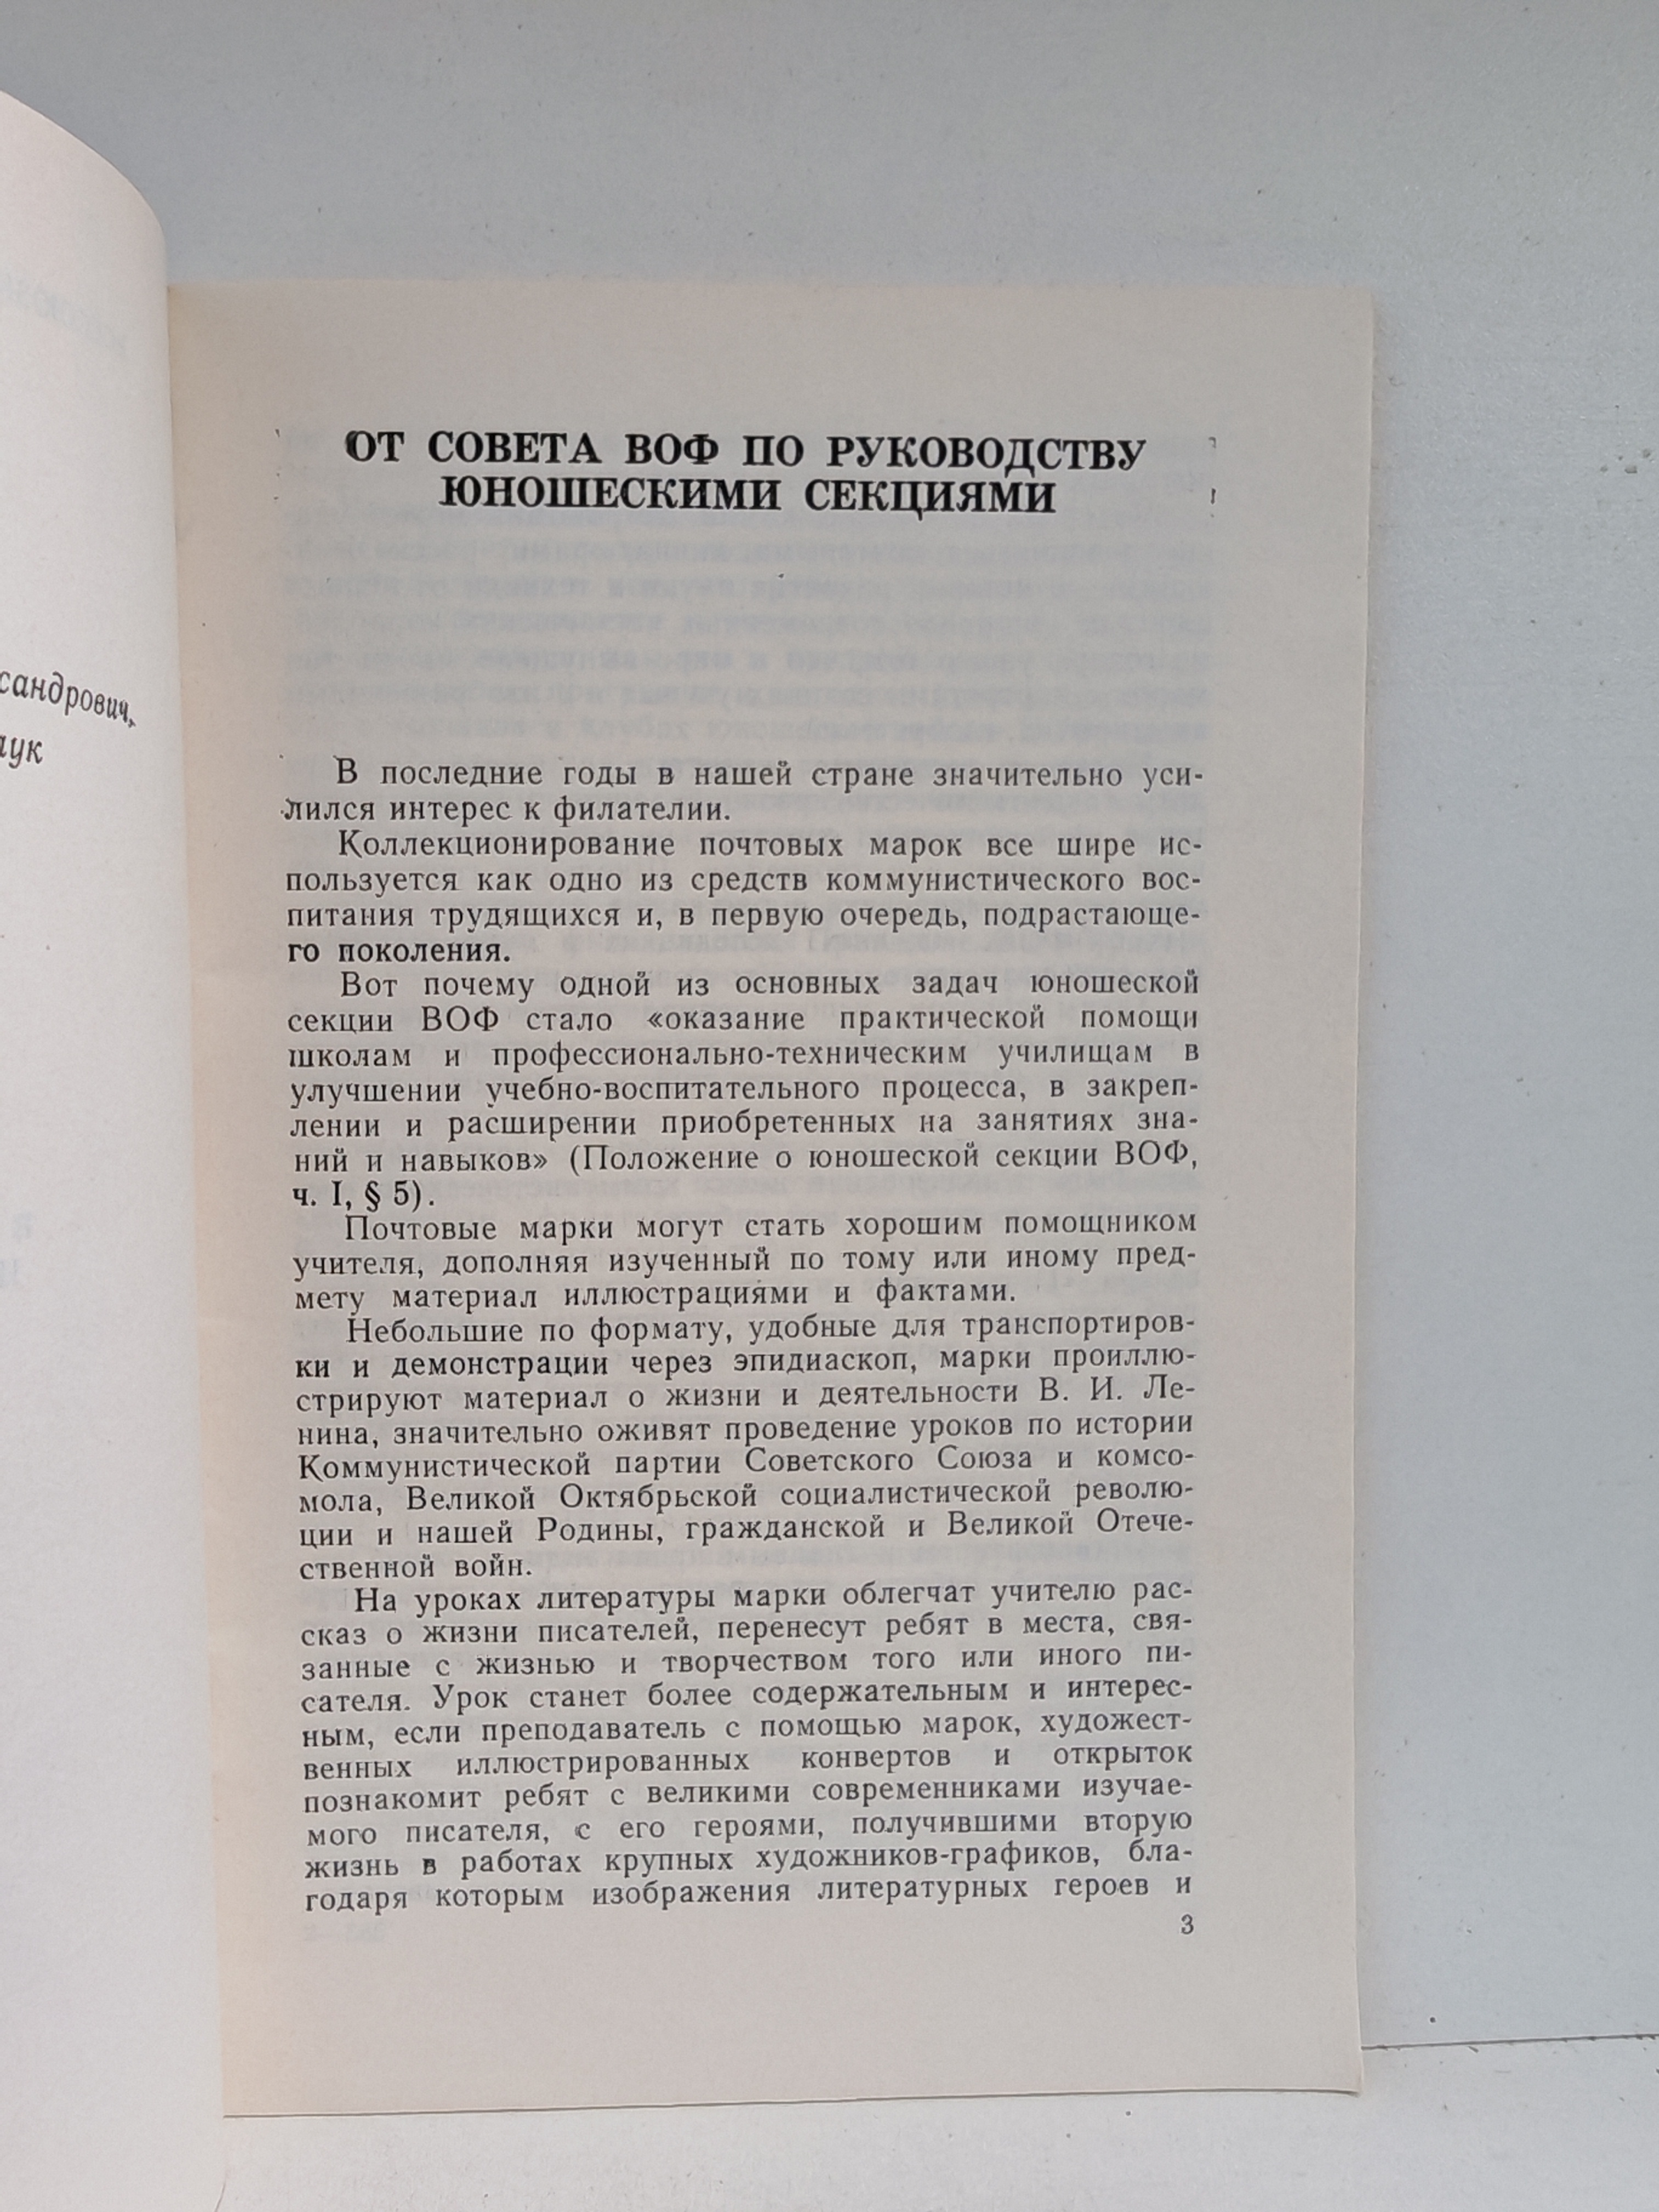 сандрович,
аук
ОТ СОВЕТА ВОФ ПО РУКОВОДСТВУ
ЮНОШЕСКИМИ СЕКЦИЯМИ
В последние годы в нашей стране значительно уси-
лился интерес к филателии.
Коллекционирование почтовых марок все шире ис-
пользуется как одно из средств коммунистического вос-
питания трудящихся и, в первую очередь, подрастающе-
го поколения.
Вот почему одной из основных задач юношеской
секции ВОФ стало «оказание практической помощи
школам и профессионально-техническим училищам в
улучшении учебно-воспитательного процесса, в закреп-
лении и расширении приобретенных на занятиях зна-
ний и навыков» (Положение о юношеской секции ВОФ,
ч. I, § 5).
Почтовые марки могут стать хорошим помощником
учителя, дополняя изученный по тому или иному пред-
мету материал иллюстрациями и фактами.
Небольшие по формату, удобные для транспортиров-
ки и демонстрации через эпидиаскоп, марки проиллю-
стрируют материал о жизни и деятельности В. И. Ле-
нина, значительно оживят проведение уроков по истории
Коммунистической партии Советского Союза и комсо-
мола, Великой Октябрьской социалистической револю-
ции и нашей Родины, гражданской и Великой Отече-
ственной войн.
На уроках литературы марки облегчат учителю рас-
сказ о жизни писателей, перенесут ребят в места, свя-
занные с жизнью и творчеством того или иного пи-
сателя. Урок станет более содержательным и интерес-
ным, если преподаватель с помощью марок, художест-
венных иллюстрированных конвертов и открыток
познакомит ребят с великими современниками изучае-
мого писателя, с его героями, получившими вторую
жизнь в работах крупных художников-графиков, бла-
годаря которым изображения литературных героев и
3